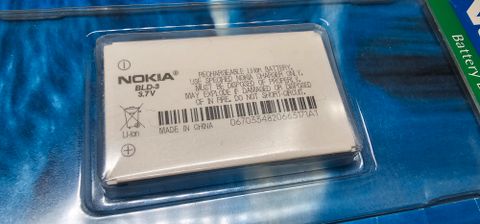 NOKIA®
BLD-3
3.7V
RECHARGEABLE Li-Ion BATTERY.
USE SPECIFIED NOKIA CHARGER ONLY.
MUST BE DISPOSED OF PROPERLY.
MAY EXPLODE IF DAMAGED OR DISPOSED
OF IN FIRE. DO NOT SHORT-CIRCUIT.
Li-Ion
MADE IN CHINA
Battery